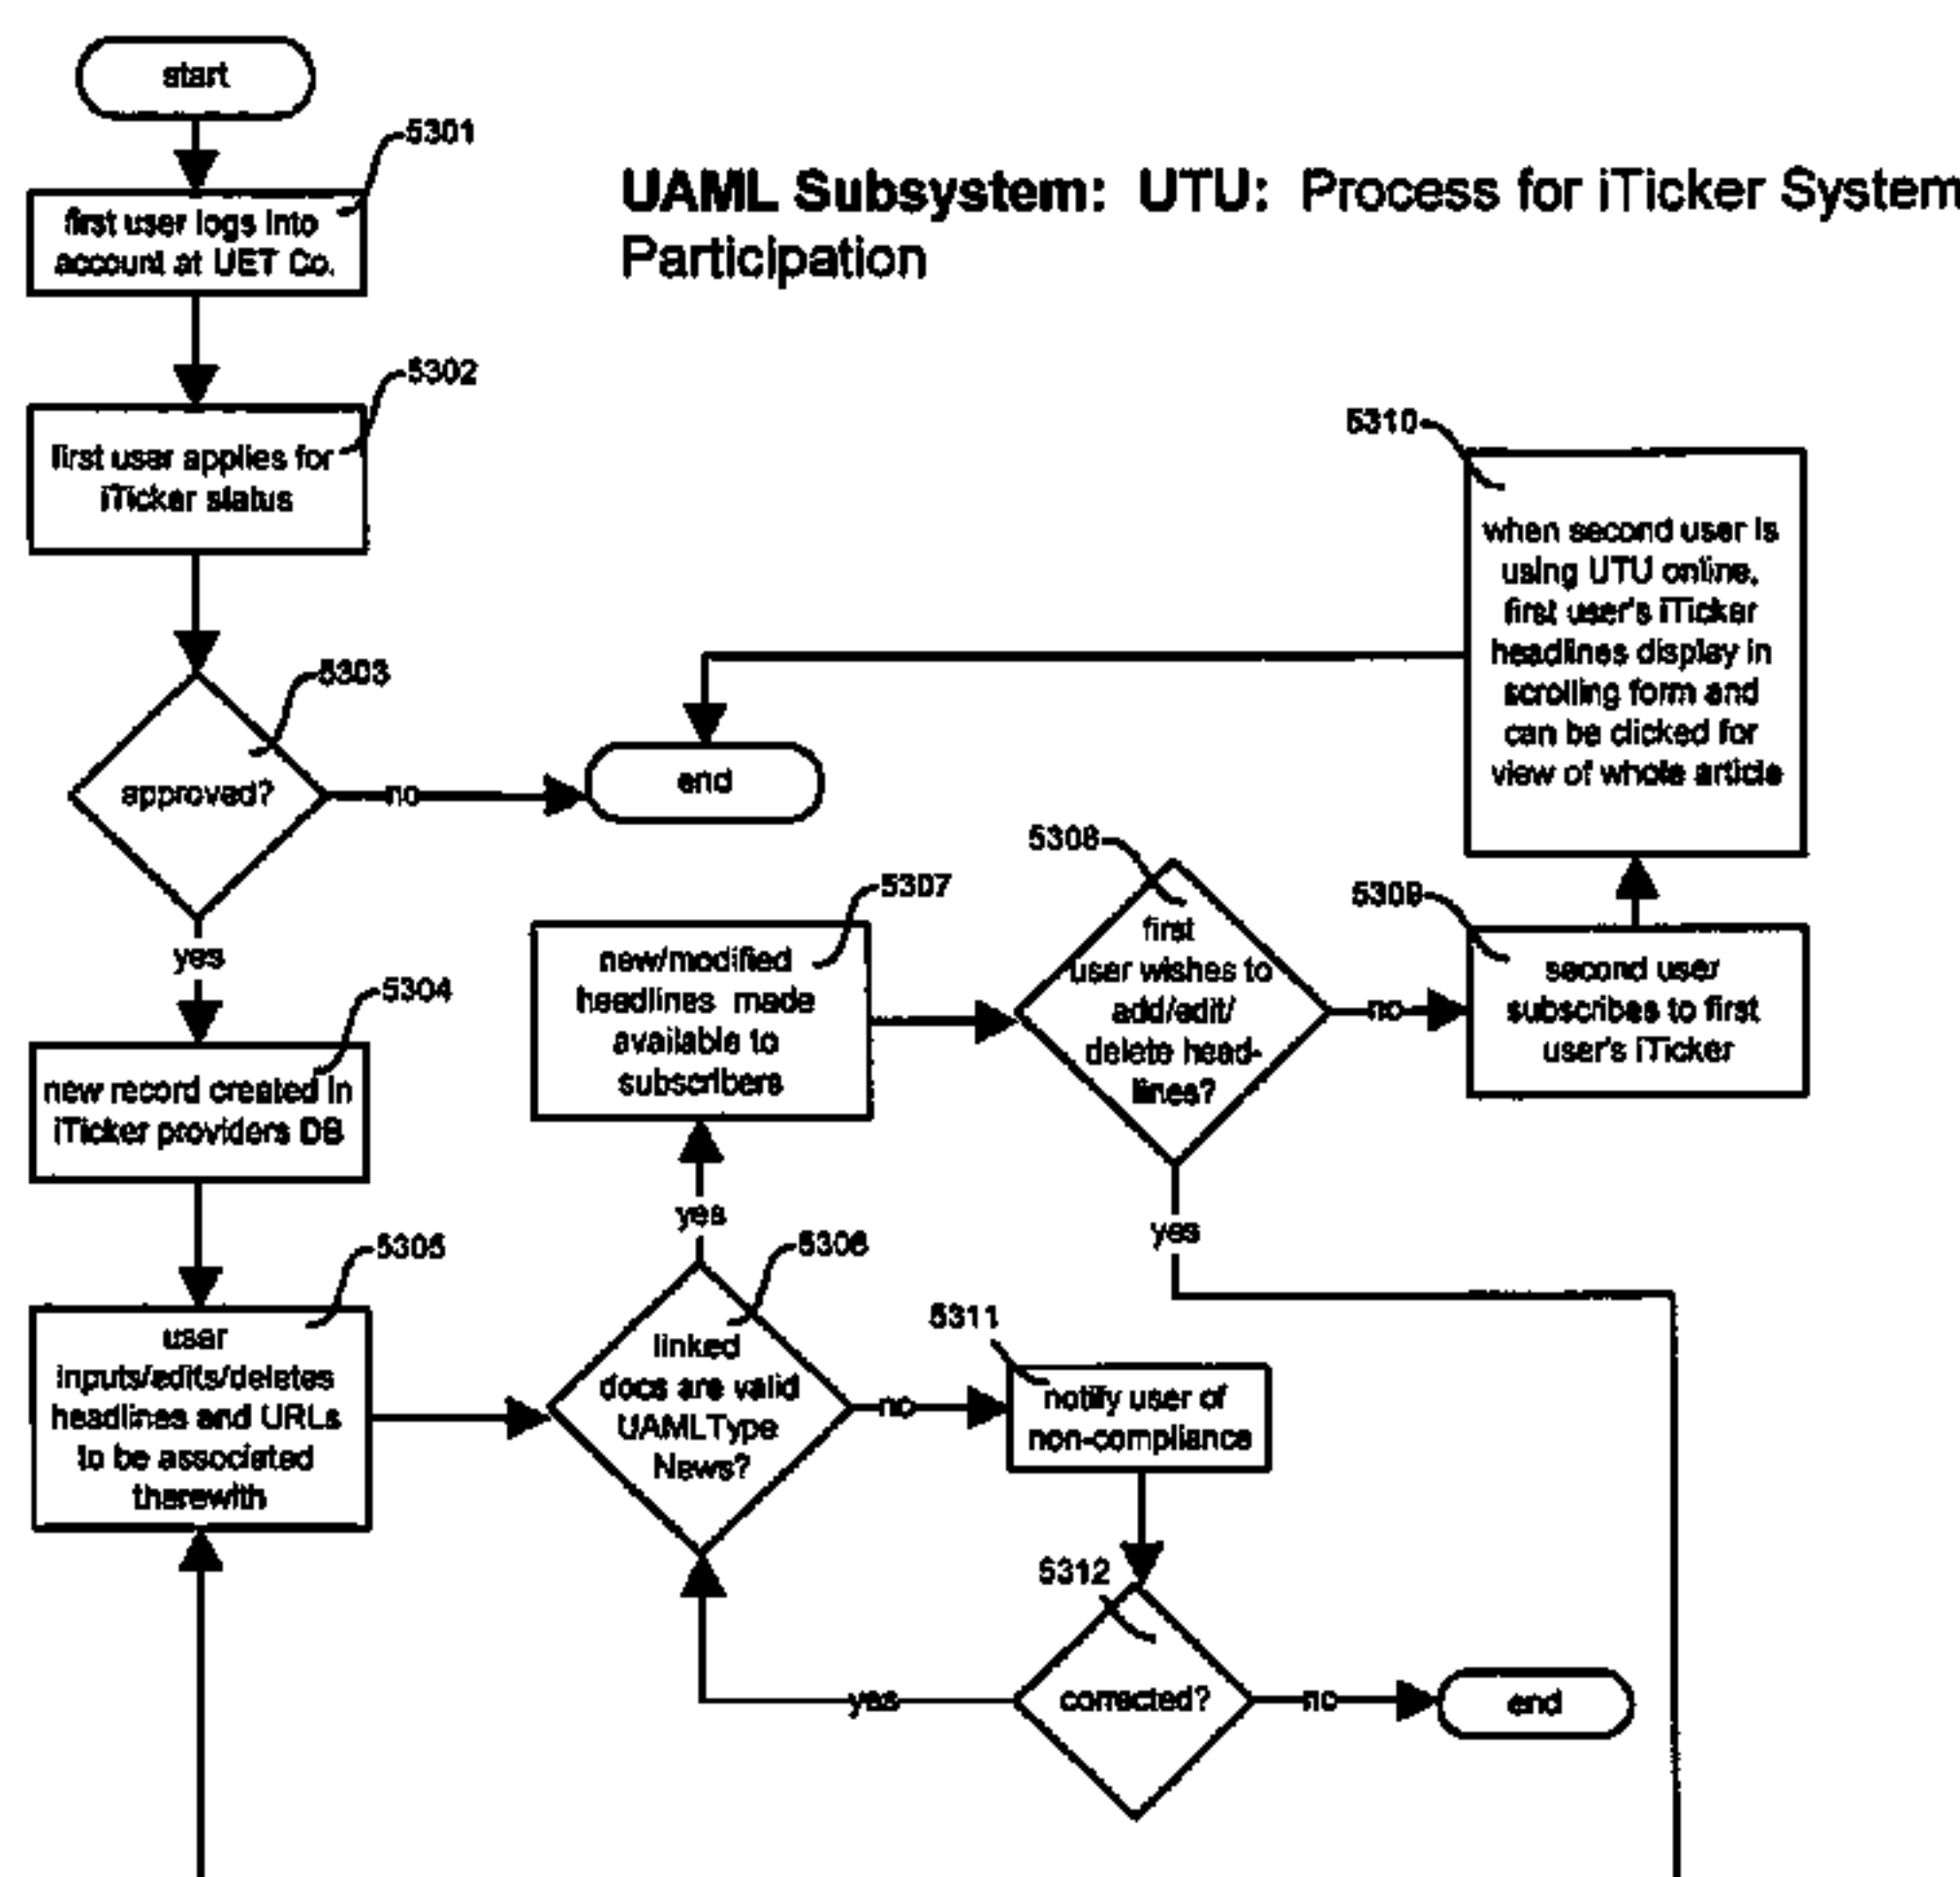 start
5301
first user logs into
account at UET Co.
UAML Subsystem: UTU: Process for iTicker System
Participation
5302
first user applies for
iTicker status
5303
approved?
no
end
yes
5304
new record created in
iTicker providers DB
5305
user
inputs/edits/deletes
headlines and URLs
to be associated
therewith
5306
linked
docs are valid
UAMLType
News?
yes
no
5307
new/modified
headlines made
available to
subscribers
5308
first
user wishes to
add/edit/
delete head-
lines?
no
yes
5309
second user
subscribes to first
user's iTicker
5310
when second user is
using UTU online,
first user's iTicker
headlines display in
scrolling form and
can be clicked for
view of whole article
5311
notify user of
non-compliance
5312
corrected?
yes
no
end